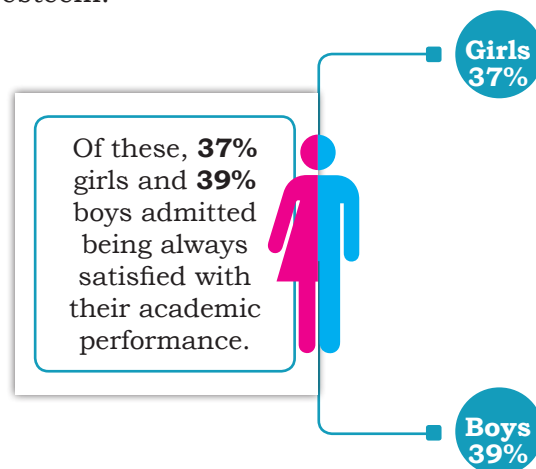 esteem.
Girls
37%
Of these, 37%
girls and 39%
boys admitted
being always
satisfied with
their academic
performance.
Boys
39%